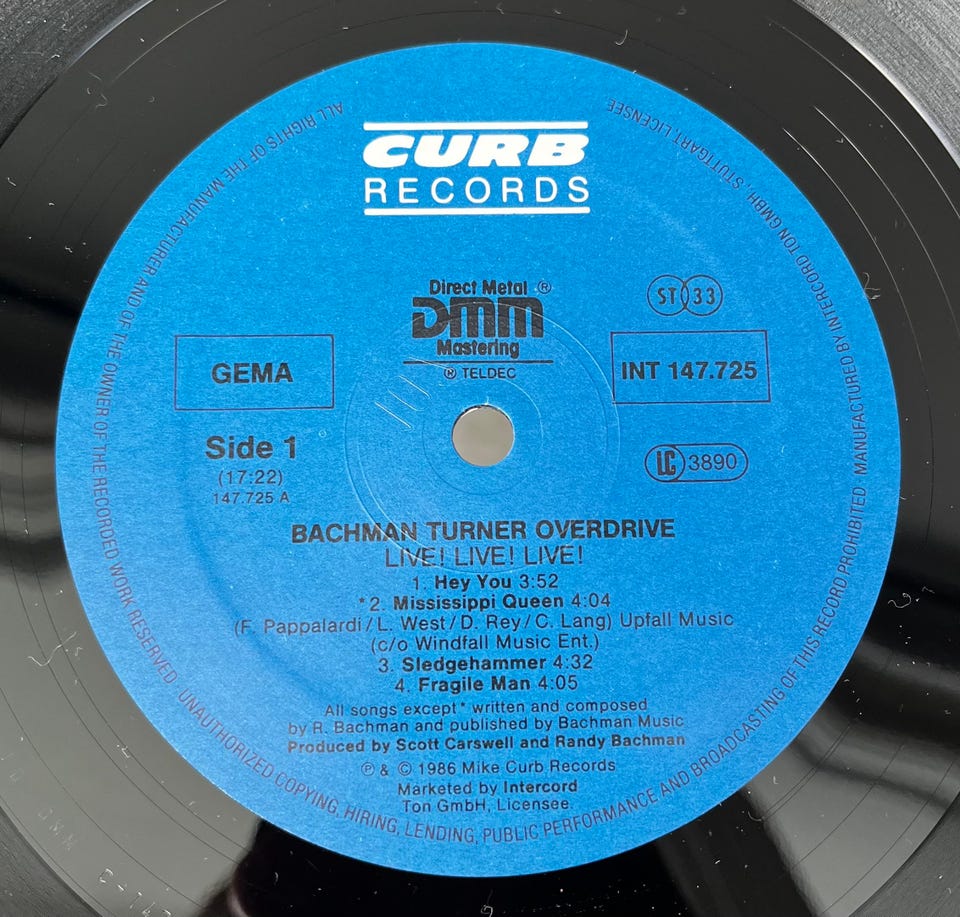 CURB
RECORDS
Direct Metal ®
DMM
Mastering
® TELDEC
ST 33
GEMA
INT 147.725
Side 1
(17:22)
147.725 A
LC 3890
BACHMAN TURNER OVERDRIVE
LIVE! LIVE! LIVE!
1. Hey You 3:52
*2. Mississippi Queen 4:04
(F. Pappalardi/L. West/D. Rey/C. Lang) Upfall Music
(c/o Windfall Music Ent.)
3. Sledgehammer 4:32
4. Fragile Man 4:05
All songs except* written and composed
by R. Bachman and published by Bachman Music
Produced by Scott Carswell and Randy Bachman
℗ & © 1986 Mike Curb Records
Marketed by Intercord
Ton GmbH, Licensee.
ALL RIGHTS OF THE MANUFACTURER AND OF THE OWNER OF THE RECORDED WORK RESERVED UNAUTHORIZED COPYING, HIRING, LENDING, PUBLIC PERFORMANCE AND BROADCASTING OF THIS RECORD PROHIBITED MANUFACTURED BY INTERCORD TON GMBH, STUTTGART, LICENSEE